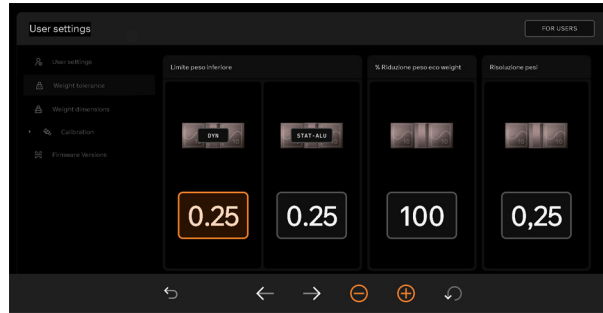 User settings
FOR USERS
User settings
Weight tolerance
Weight dimensions
Calibration
Firmware Versions
Limite peso inferiore
% Riduzione peso eco weight
Risoluzione pesi
DYN
STAT-ALU
0.25
0.25
100
0,25